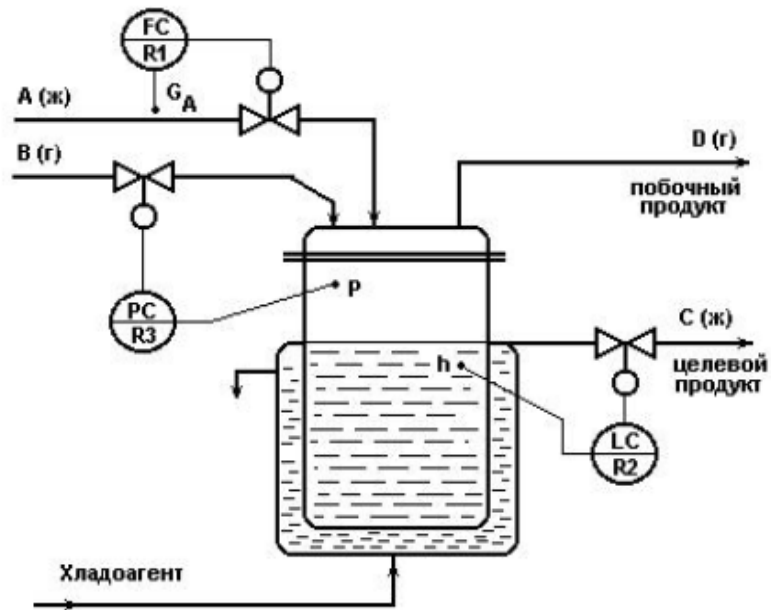 FC
R1
A (ж)
G A
B (г)
D (г)
побочный
продукт
p
PC
R3
C (ж)
целевой
продукт
h
LC
R2
Хладоагент